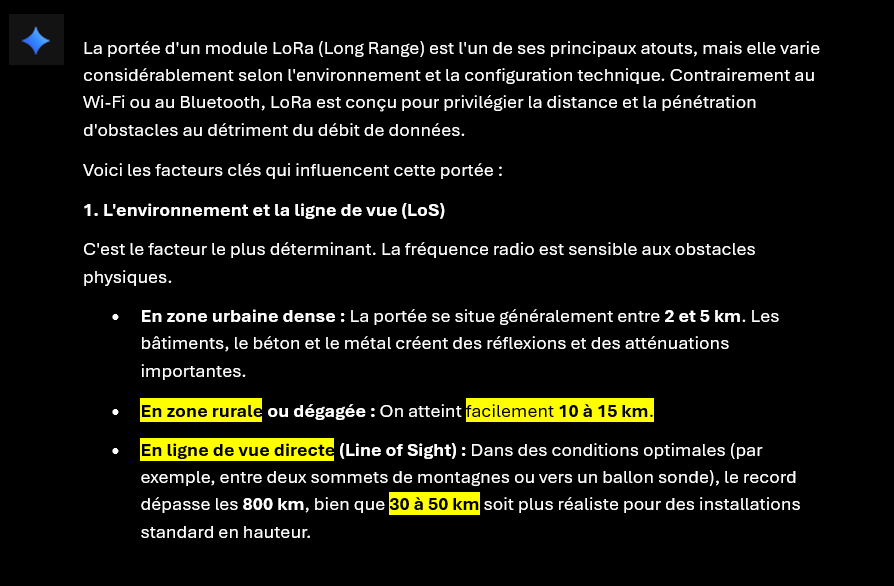 La portée d'un module LoRa (Long Range) est l'un de ses principaux atouts, mais elle varie
considérablement selon l'environnement et la configuration technique. Contrairement au
Wi-Fi ou au Bluetooth, LoRa est conçu pour privilégier la distance et la pénétration
d'obstacles au détriment du débit de données.
Voici les facteurs clés qui influencent cette portée :
1. L'environnement et la ligne de vue (LoS)
C'est le facteur le plus déterminant. La fréquence radio est sensible aux obstacles
physiques.
• En zone urbaine dense : La portée se situe généralement entre 2 et 5 km. Les
bâtiments, le béton et le métal créent des réflexions et des atténuations
importantes.
• En zone rurale ou dégagée : On atteint facilement 10 à 15 km.
• En ligne de vue directe (Line of Sight) : Dans des conditions optimales (par
exemple, entre deux sommets de montagnes ou vers un ballon sonde), le record
dépasse les 800 km, bien que 30 à 50 km soit plus réaliste pour des installations
standard en hauteur.